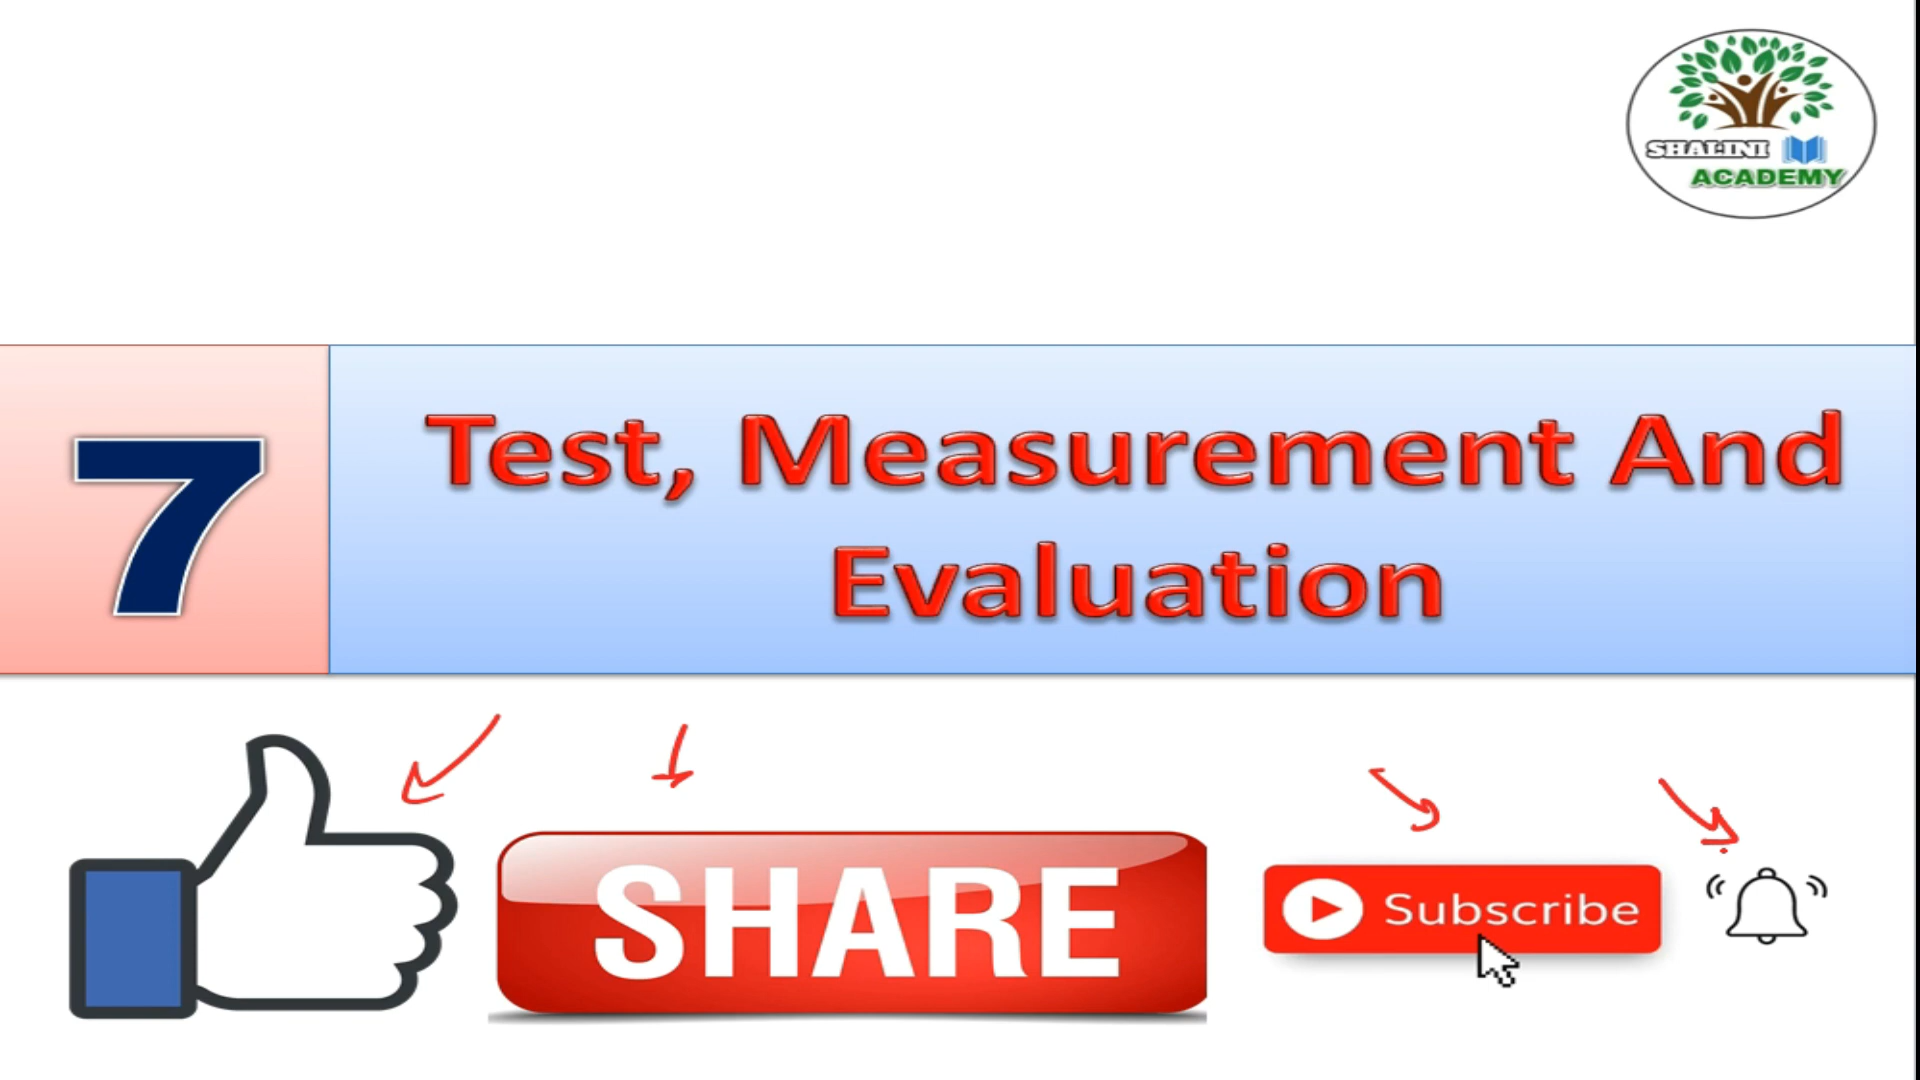 SHALINI
ACADEMY
7
Test, Measurement And
Evaluation
SHARE
Subscribe